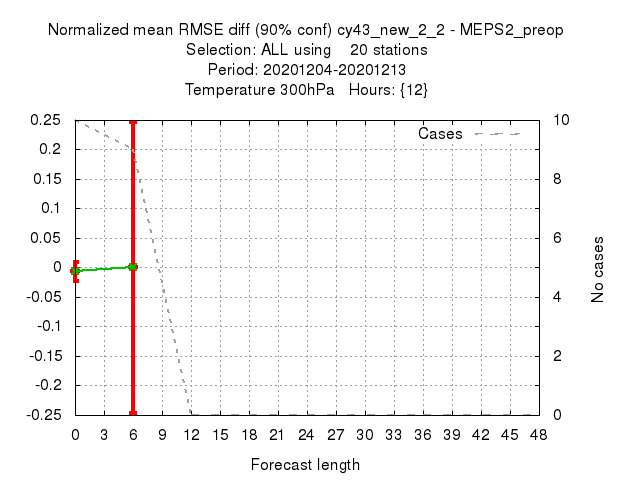 Normalized mean RMSE diff (90% conf) cy43_new_2_2 - MEPS2_preop
Selection: ALL using    20 stations
Period: 20201204-20201213
Temperature 300hPa   Hours: {12}
Cases
0.25
0.2
0.15
0.1
0.05
0
-0.05
-0.1
-0.15
-0.2
-0.25
10
8
6
4
2
0
No cases
0 3 6 9 12 15 18 21 24 27 30 33 36 39 42 45 48
Forecast length